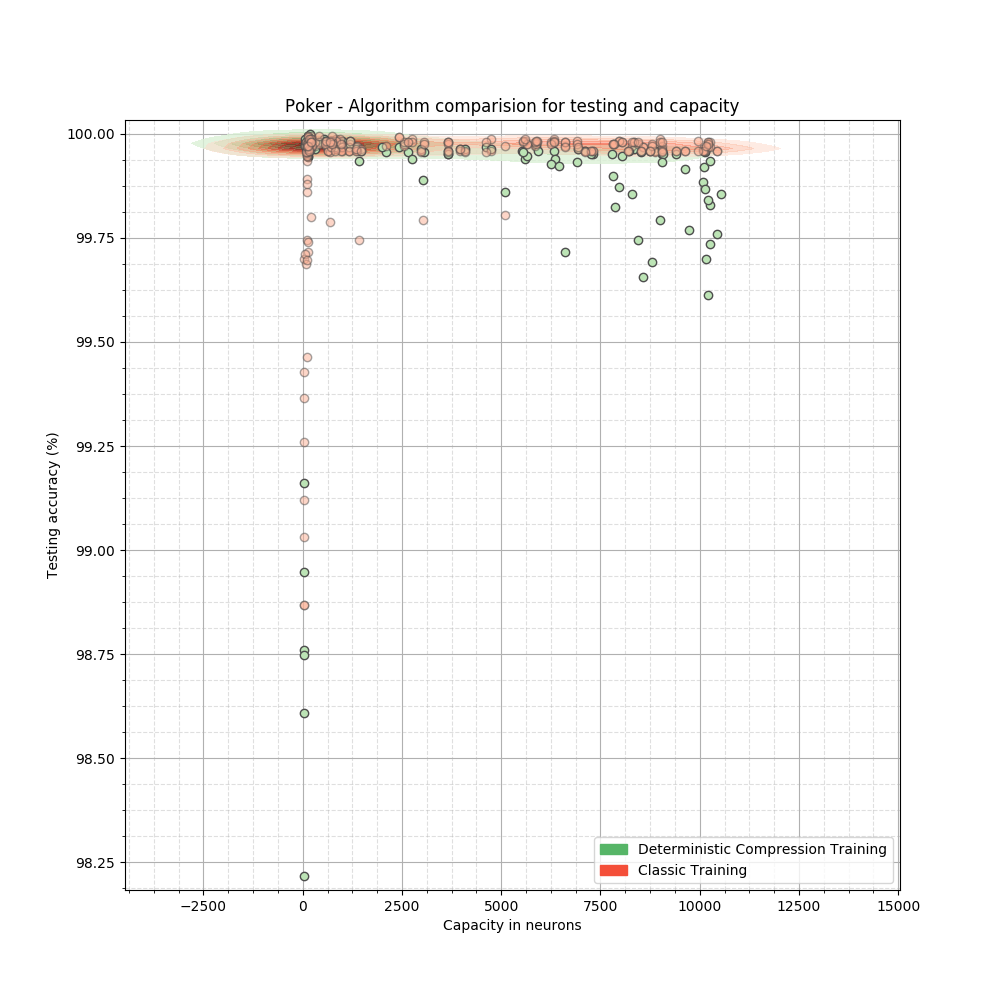 Poker - Algorithm comparision for testing and capacity
100.00
99.75
99.50
99.25
99.00
98.75
98.50
98.25
Testing accuracy (%)
−2500 0 2500 5000 7500 10000 12500 15000
Capacity in neurons
Deterministic Compression Training
Classic Training